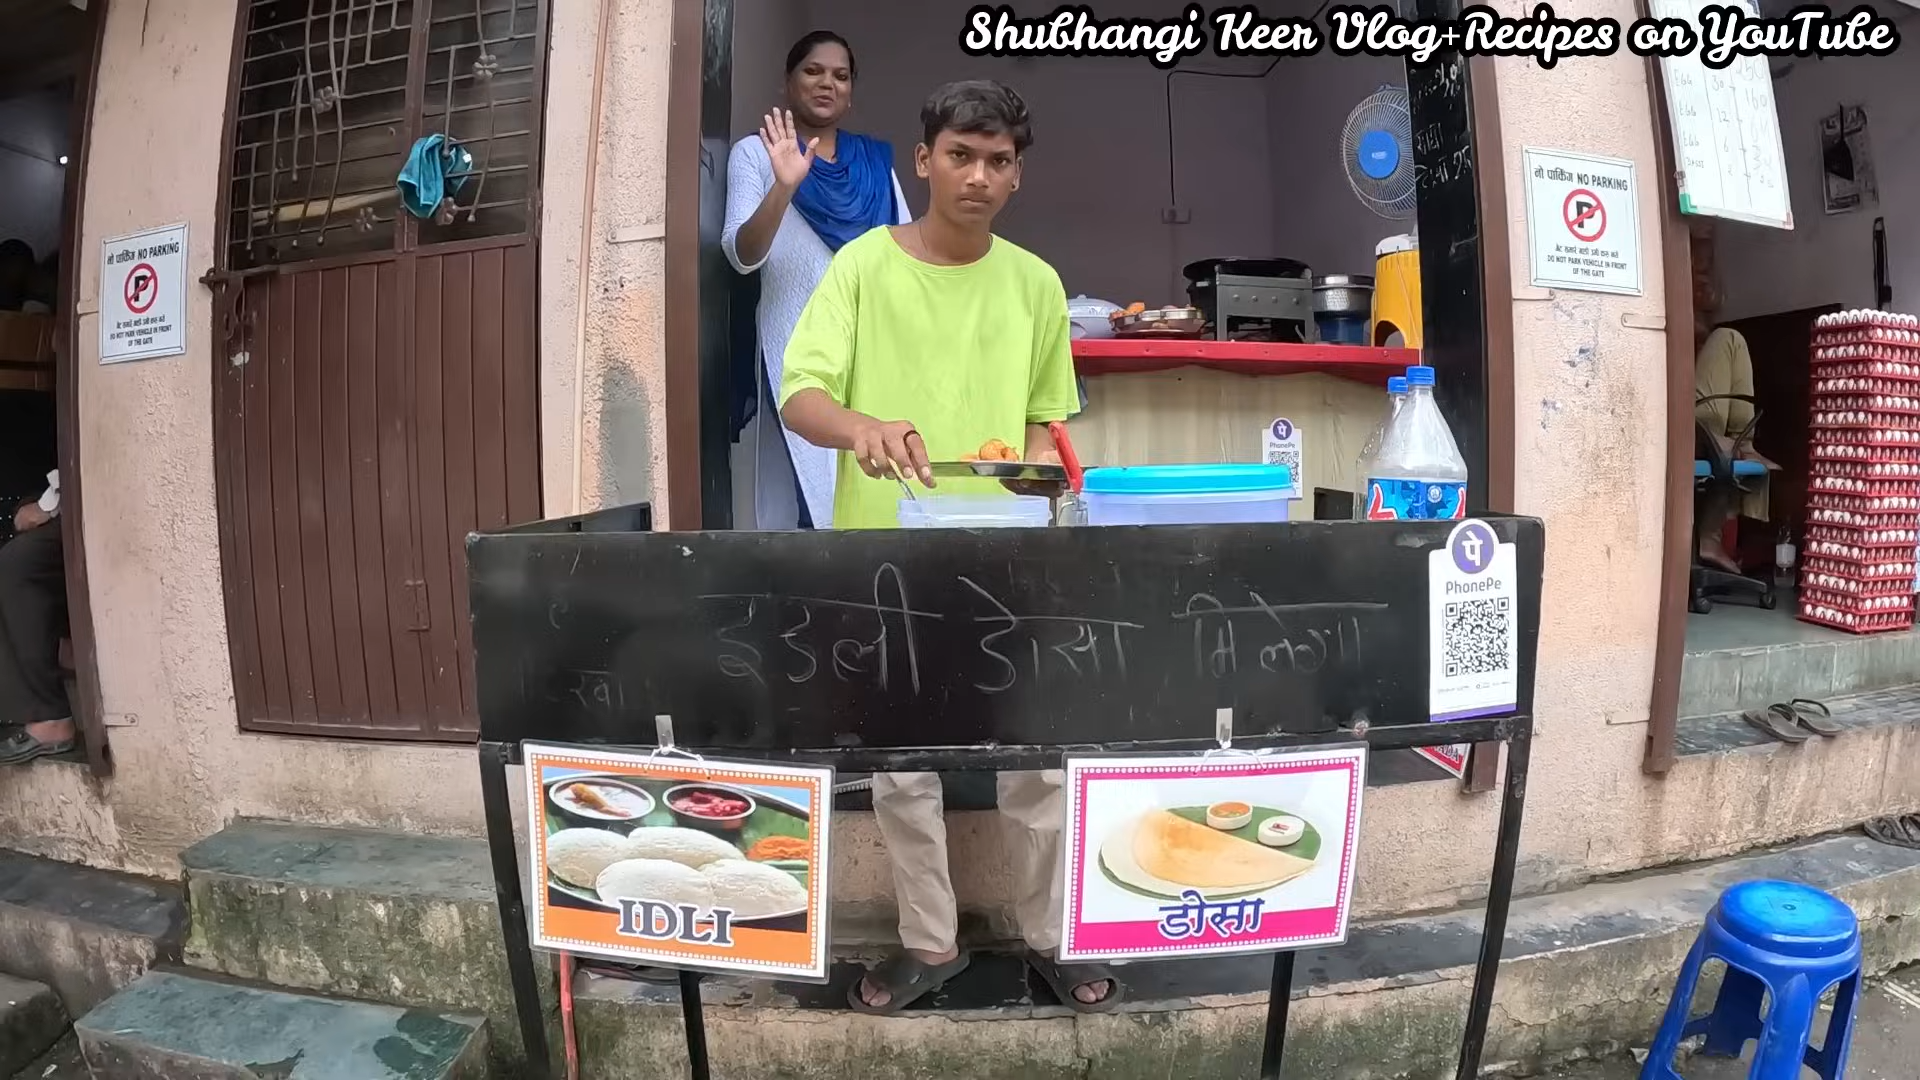 Shubhangi Keer Vlog+Recipes on YouTube
नो पार्किंग NO PARKING
P
DO NOT PARK VEHICLE IN FRONT
OF THE GATE
नो पार्किंग NO PARKING
P
DO NOT PARK VEHICLE IN FRONT
OF THE GATE
पे
PhonePe
इडली डोसा मिलेगा
पे
PhonePe
IDLI
डोसा